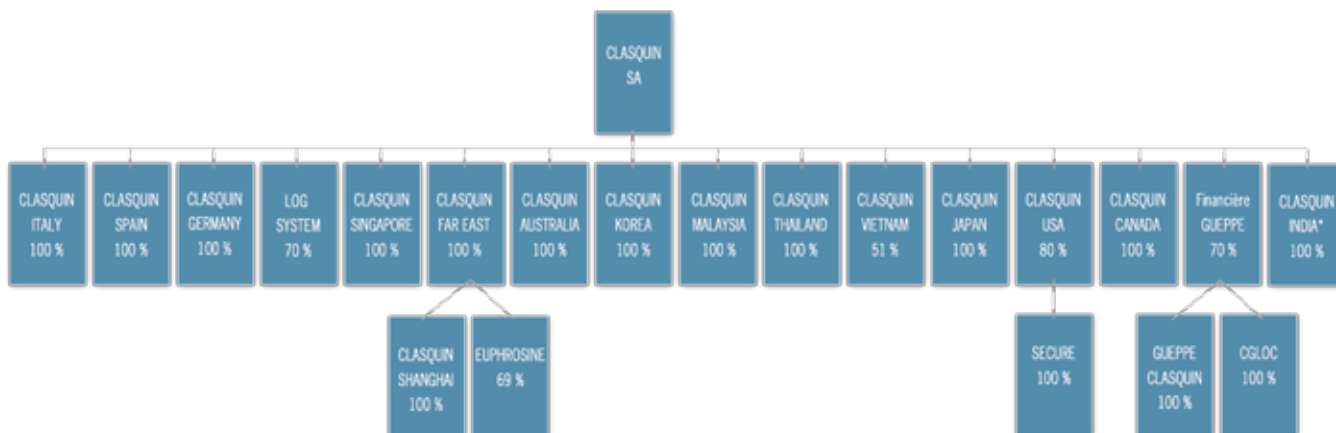 CLASQUIN
SA
CLASQUIN
ITALY
100 %
CLASQUIN
SPAIN
100 %
CLASQUIN
GERMANY
100 %
LOG
SYSTEM
70 %
CLASQUIN
SINGAPORE
100 %
CLASQUIN
FAR EAST
100 %
CLASQUIN
AUSTRALIA
100 %
CLASQUIN
KOREA
100 %
CLASQUIN
MALAYSIA
100 %
CLASQUIN
THAILAND
100 %
CLASQUIN
VIETNAM
51 %
CLASQUIN
JAPAN
100 %
CLASQUIN
USA
80 %
CLASQUIN
CANADA
100 %
Financière
GUEPPE
70 %
CLASQUIN
INDIA*
100 %
CLASQUIN
SHANGHAI
100 %
EUPHROSINE
69 %
SECURE
100 %
GUEPPE
CLASQUIN
100 %
CGLOC
100 %